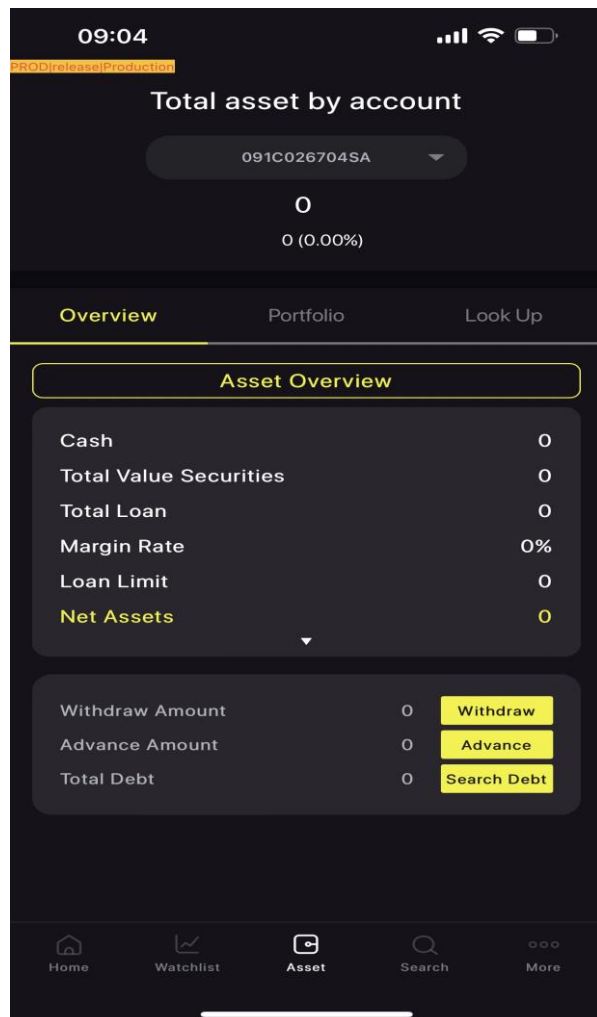 09:04
PROD|release|Production
Total asset by account
091C026704SA
0
0 (0.00%)
Overview Portfolio Look Up
Asset Overview
Cash 0
Total Value Securities 0
Total Loan 0
Margin Rate 0%
Loan Limit 0
Net Assets 0
Withdraw Amount 0 Withdraw
Advance Amount 0 Advance
Total Debt 0 Search Debt
Home Watchlist Asset Search More